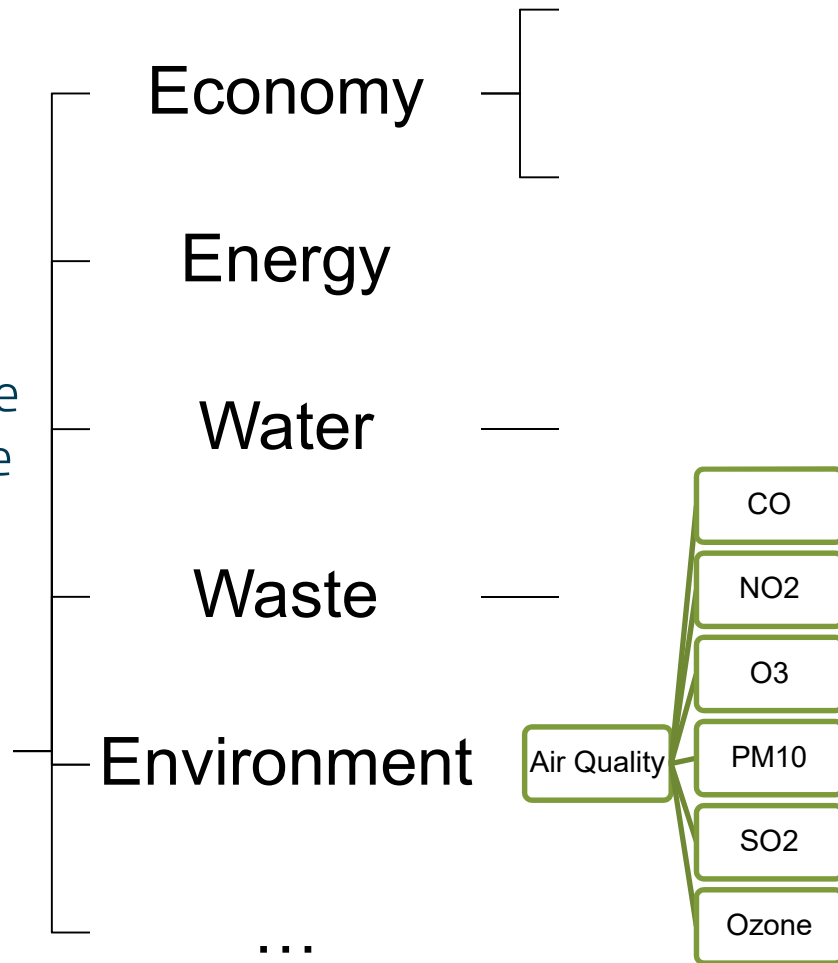 Economy
Energy
Water
Waste
Environment
…
Air Quality
CO
NO2
O3
PM10
SO2
Ozone